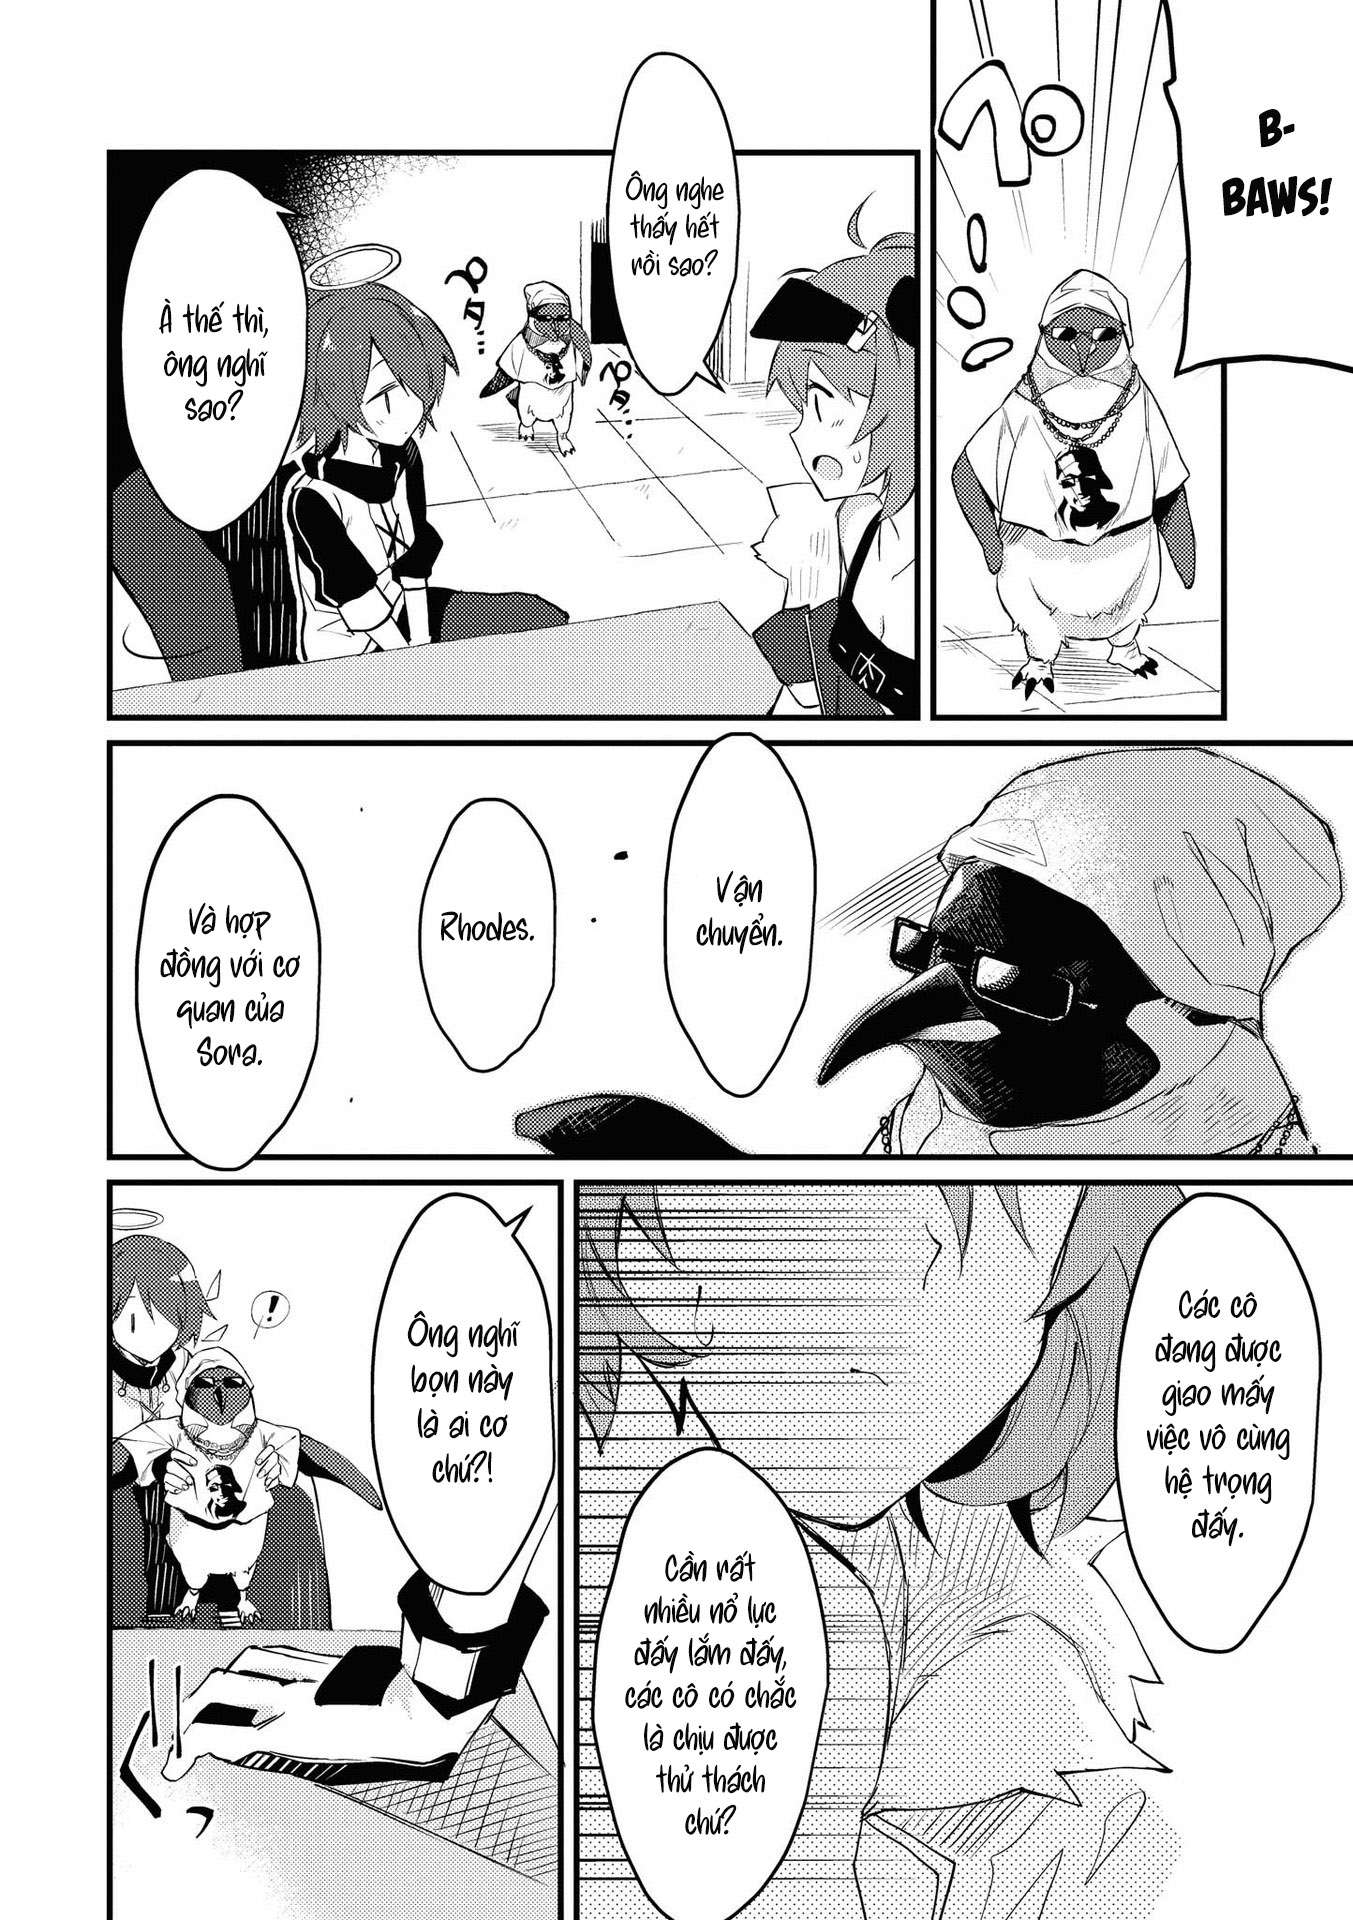 B-
BAWS!
ペロ
Ông nghe
thấy hết
rồi sao?
À thế thì,
ông nghĩ
sao?
Vận
chuyển.
Rhodes.
Và hợp
đồng với cơ
quan của
Sora.
Các cô
đang được
giao mấy
việc vô cùng
hệ trọng
đấy.
Cần rất
nhiều nổ lực
đấy lắm đấy,
các cô có chắc
là chịu được
thử thách
chứ?
Ông nghĩ
bọn này
là ai cơ
chứ?!
!